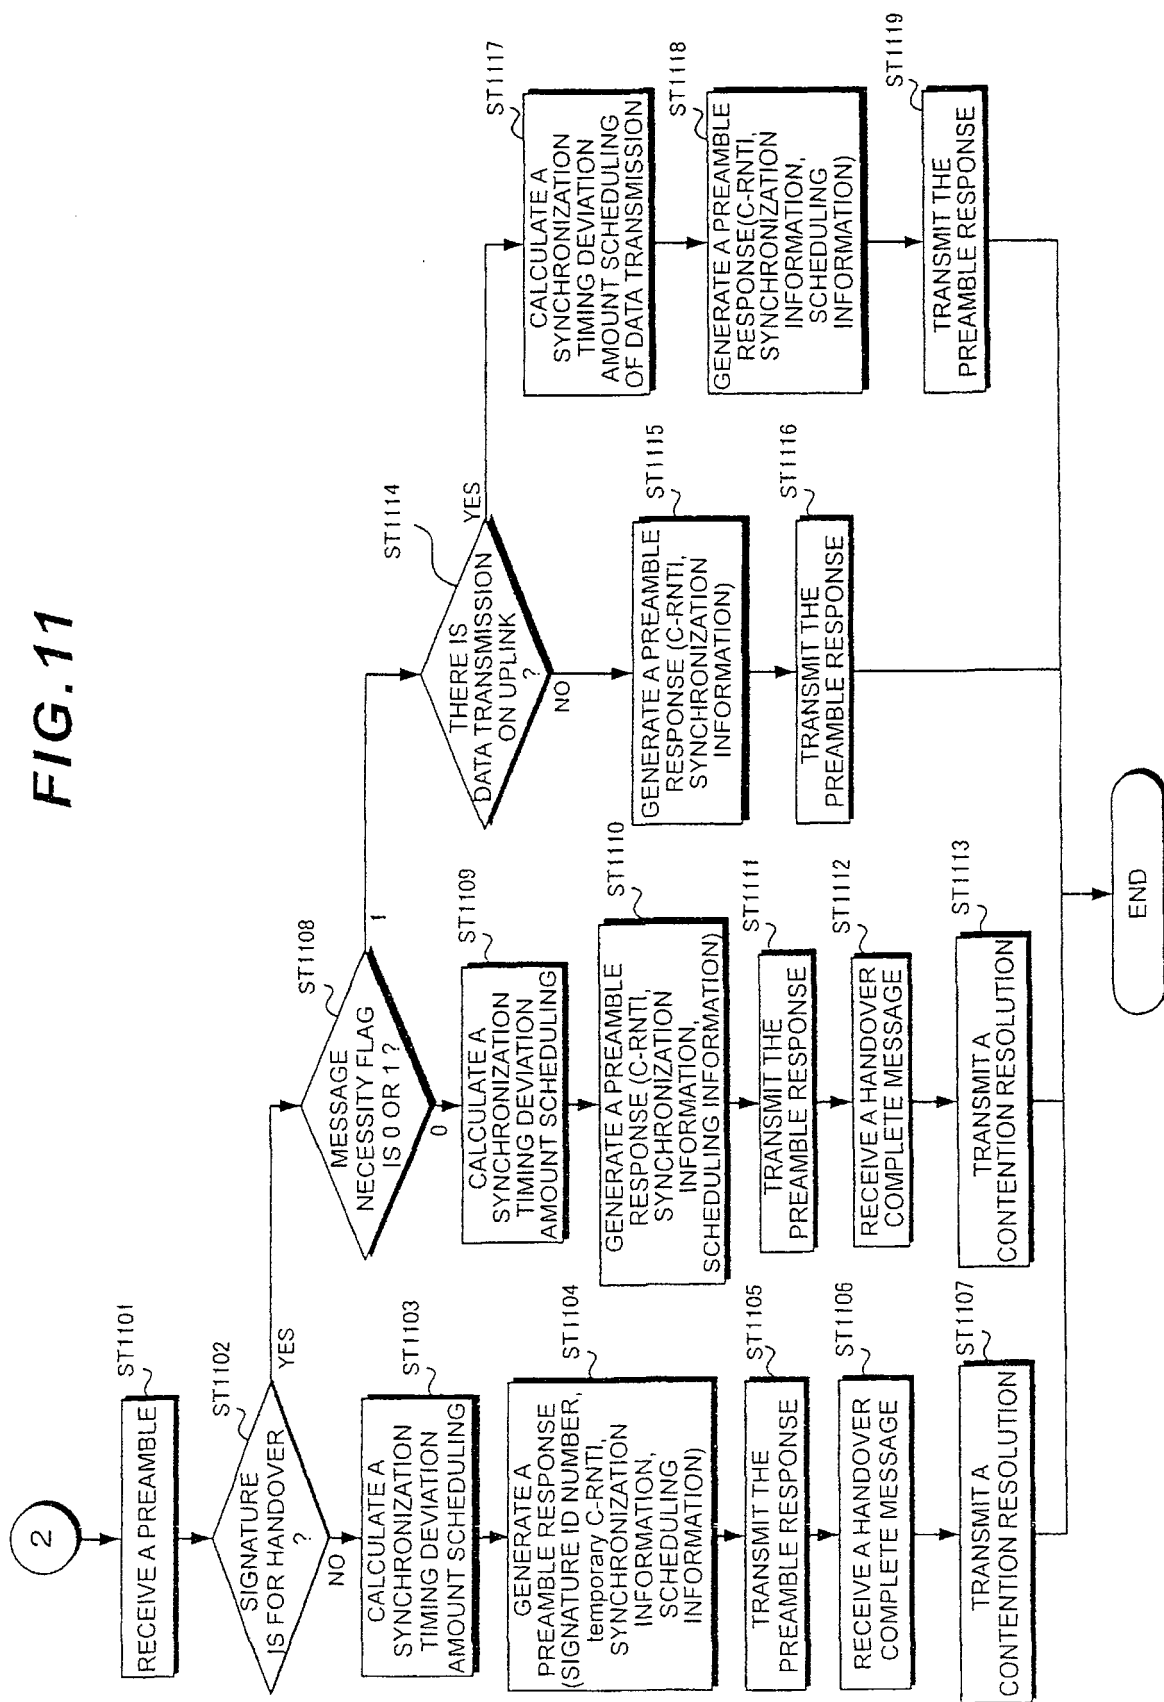 FIG.11
2
RECEIVE A PREAMBLE
ST1101
SIGNATURE
IS FOR HANDOVER
?
ST1102
YES
NO
CALCULATE A
SYNCHRONIZATION
TIMING DEVIATION
AMOUNT SCHEDULING
ST1103
GENERATE A
PREAMBLE RESPONSE
(SIGNATURE ID NUMBER,
temporary C-RNTI,
SYNCHRONIZATION
INFORMATION,
SCHEDULING
INFORMATION)
ST1104
TRANSMIT THE
PREAMBLE RESPONSE
ST1105
RECEIVE A HANDOVER
COMPLETE MESSAGE
ST1106
TRANSMIT A
CONTENTION RESOLUTION
ST1107
MESSAGE
NECESSITY FLAG
IS 0 OR 1 ?
ST1108
1
0
CALCULATE A
SYNCHRONIZATION
TIMING DEVIATION
AMOUNT SCHEDULING
ST1109
GENERATE A PREAMBLE
RESPONSE (C-RNTI,
SYNCHRONIZATION
INFORMATION,
SCHEDULING INFORMATION)
ST1110
TRANSMIT THE
PREAMBLE RESPONSE
ST1111
RECEIVE A HANDOVER
COMPLETE MESSAGE
ST1112
TRANSMIT A
CONTENTION RESOLUTION
ST1113
THERE IS
DATA TRANSMISSION
ON UPLINK
?
ST1114
YES
NO
GENERATE A PREAMBLE
RESPONSE (C-RNTI,
SYNCHRONIZATION
INFORMATION)
ST1115
TRANSMIT THE
PREAMBLE RESPONSE
ST1116
CALCULATE A
SYNCHRONIZATION
TIMING DEVIATION
AMOUNT SCHEDULING
OF DATA TRANSMISSION
ST1117
GENERATE A PREAMBLE
RESPONSE(C-RNTI,
SYNCHRONIZATION
INFORMATION,
SCHEDULING
INFORMATION)
ST1118
TRANSMIT THE
PREAMBLE RESPONSE
ST1119
END